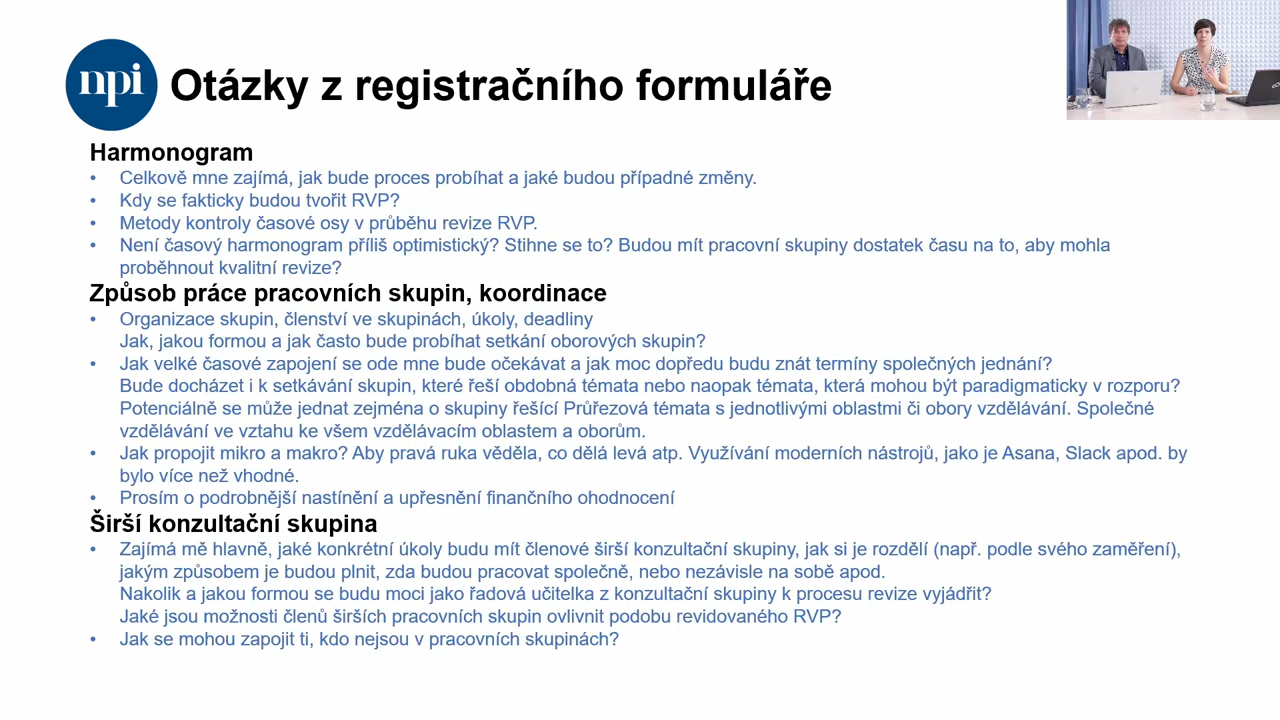 npi
Otázky z registračního formuláře
Harmonogram
• Celkově mne zajímá, jak bude proces probíhat a jaké budou případné změny.
• Kdy se fakticky budou tvořit RVP?
• Metody kontroly časové osy v průběhu revize RVP.
• Není časový harmonogram příliš optimistický? Stihne se to? Budou mít pracovní skupiny dostatek času na to, aby mohla
proběhnout kvalitní revize?
Způsob práce pracovních skupin, koordinace
• Organizace skupin, členství ve skupinách, úkoly, deadliny
Jak, jakou formou a jak často bude probíhat setkání oborových skupin?
• Jak velké časové zapojení se ode mne bude očekávat a jak moc dopředu budu znát termíny společných jednání?
Bude docházet i k setkávání skupin, které řeší obdobná témata nebo naopak témata, která mohou být paradigmaticky v rozporu?
Potenciálně se může jednat zejména o skupiny řešící Průřezová témata s jednotlivými oblastmi či obory vzdělávání. Společné
vzdělávání ve vztahu ke všem vzdělávacím oblastem a oborům.
• Jak propojit mikro a makro? Aby pravá ruka věděla, co dělá levá atp. Využívání moderních nástrojů, jako je Asana, Slack apod. by
bylo více než vhodné.
• Prosím o podrobnější nastínění a upřesnění finančního ohodnocení
Širší konzultační skupina
• Zajímá mě hlavně, jaké konkrétní úkoly budu mít členové širší konzultační skupiny, jak si je rozdělí (např. podle svého zaměření),
jakým způsobem je budou plnit, zda budou pracovat společně, nebo nezávisle na sobě apod.
Nakolik a jakou formou se budu moci jako řadová učitelka z konzultační skupiny k procesu revize vyjádřit?
Jaké jsou možnosti členů širších pracovních skupin ovlivnit podobu revidovaného RVP?
• Jak se mohou zapojit ti, kdo nejsou v pracovních skupinách?